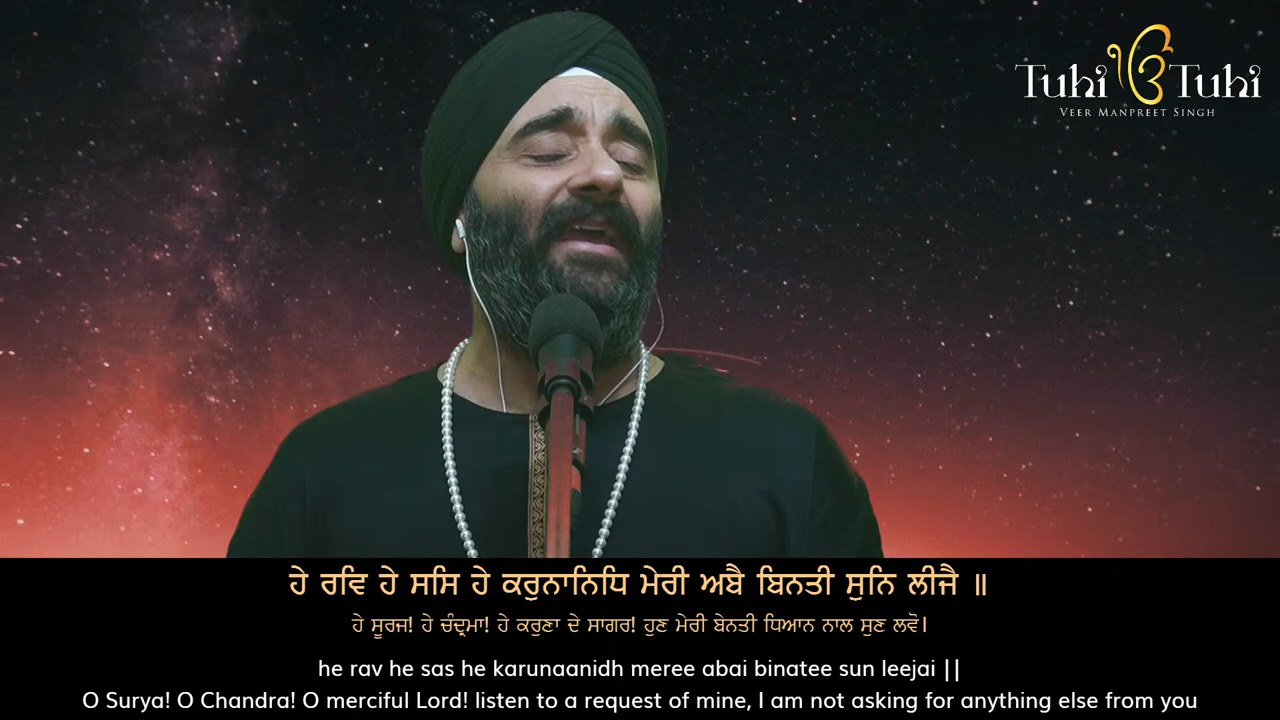 Tuhi ੴ Tuhi
VEER MANPREET SINGH
ਹੇ ਰਵਿ ਹੇ ਸਸਿ ਹੇ ਕਰੁਨਾਨਿਧਿ ਮੇਰੀ ਅਬੈ ਬਿਨਤੀ ਸੁਨਿ ਲੀਜੈ ॥
ਹੇ ਸੂਰਜ! ਹੇ ਚੰਦ੍ਰਮਾ! ਹੇ ਕਰੁਣਾ ਦੇ ਸਾਗਰ! ਹੁਣ ਮੇਰੀ ਬੇਨਤੀ ਧਿਆਨ ਨਾਲ ਸੁਣ ਲਵੋ।
he rav he sas he karunaanidh meree abai binatee sun leejai ||
O Surya! O Chandra! O merciful Lord! listen to a request of mine, I am not asking for anything else from you